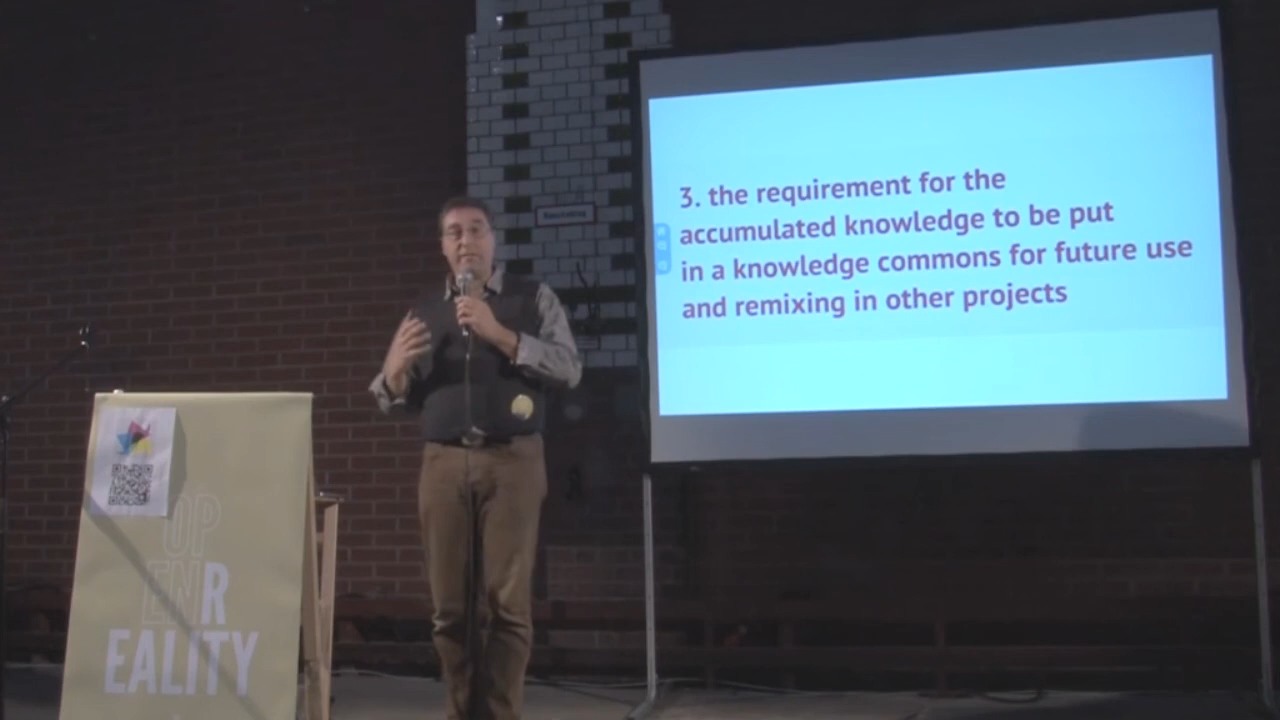 3. the requirement for the
accumulated knowledge to be put
in a knowledge commons for future use
and remixing in other projects
OP
ENR
EALITY